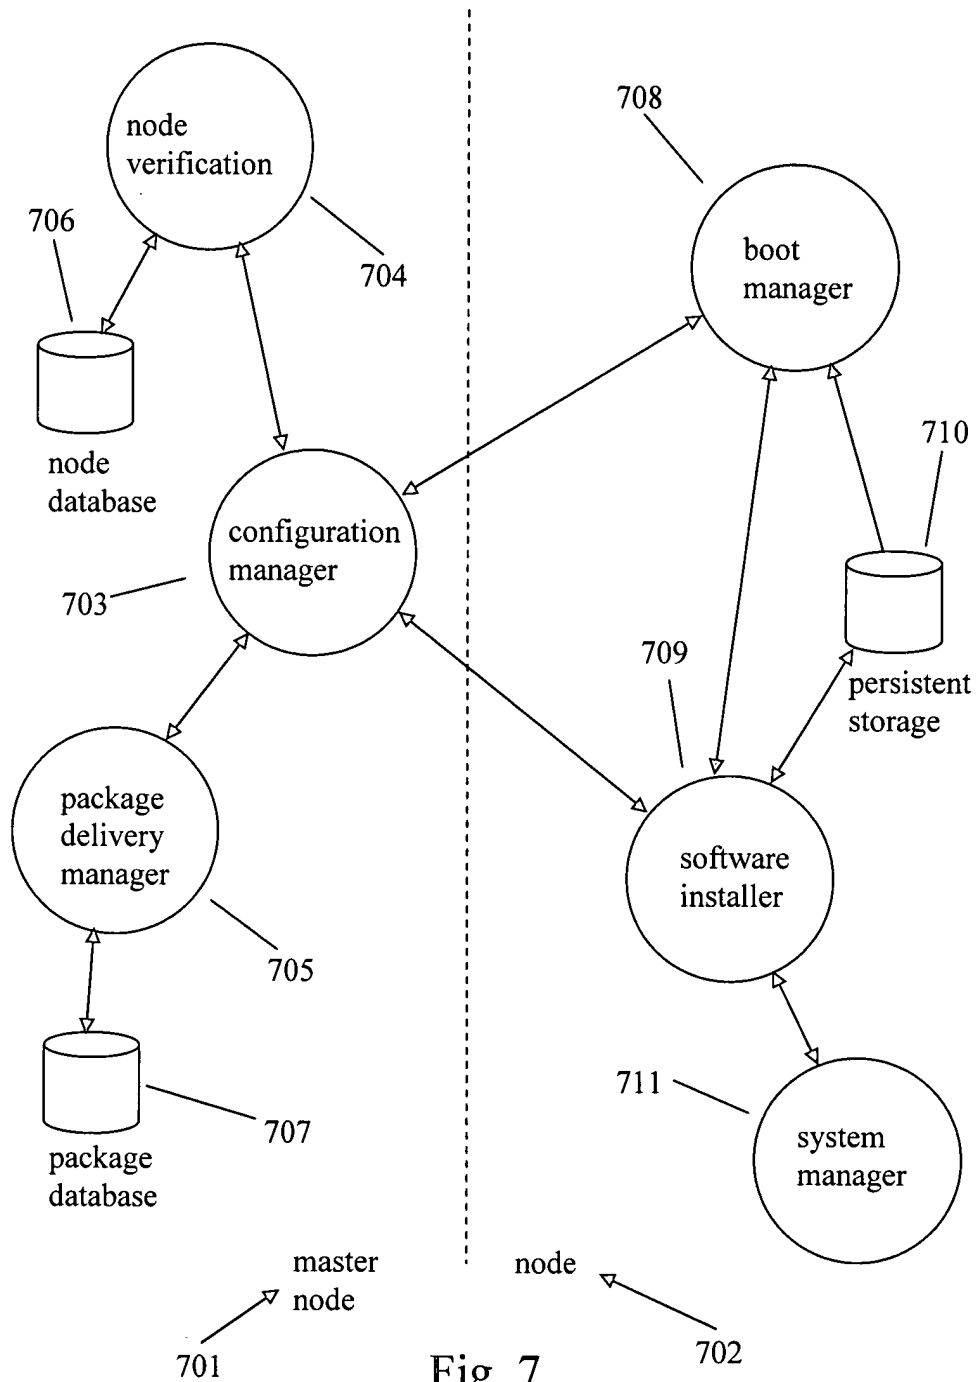 708
node
verification
706
704
boot
manager
node
database
710
configuration
manager
703
709
persistent
storage
package
delivery
manager
software
installer
705
711
707
package
database
system
manager
master
node
node
701
702
Fig. 7